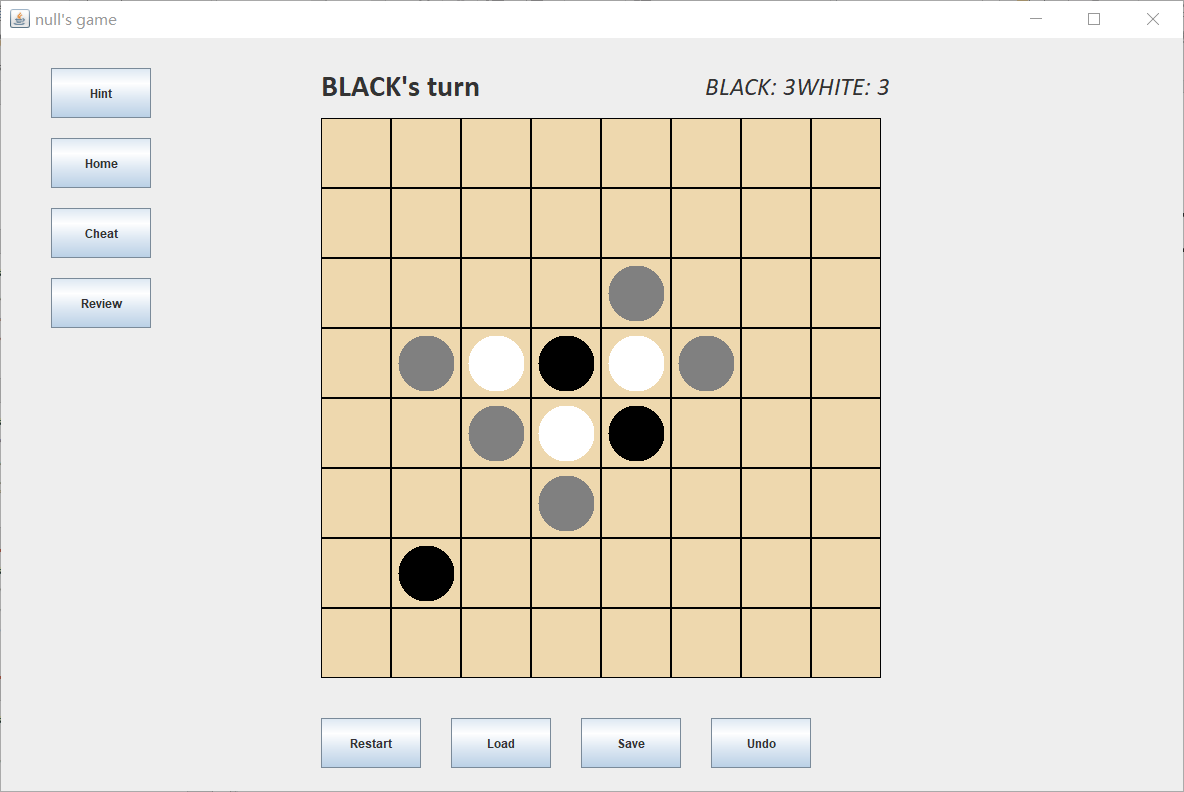 null's game
Hint
Home
Cheat
Review
BLACK's turn
BLACK: 3WHITE: 3
Restart
Load
Save
Undo